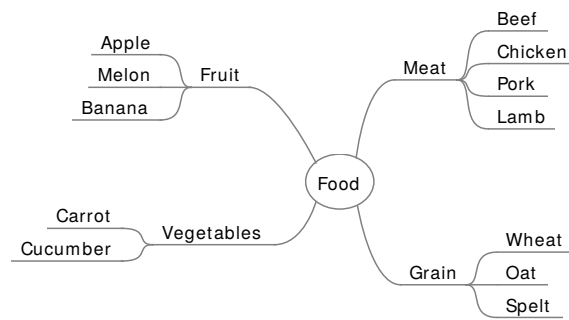 Food
Fruit
Apple
Melon
Banana
Vegetables
Carrot
Cucumber
Meat
Beef
Chicken
Pork
Lamb
Grain
Wheat
Oat
Spelt